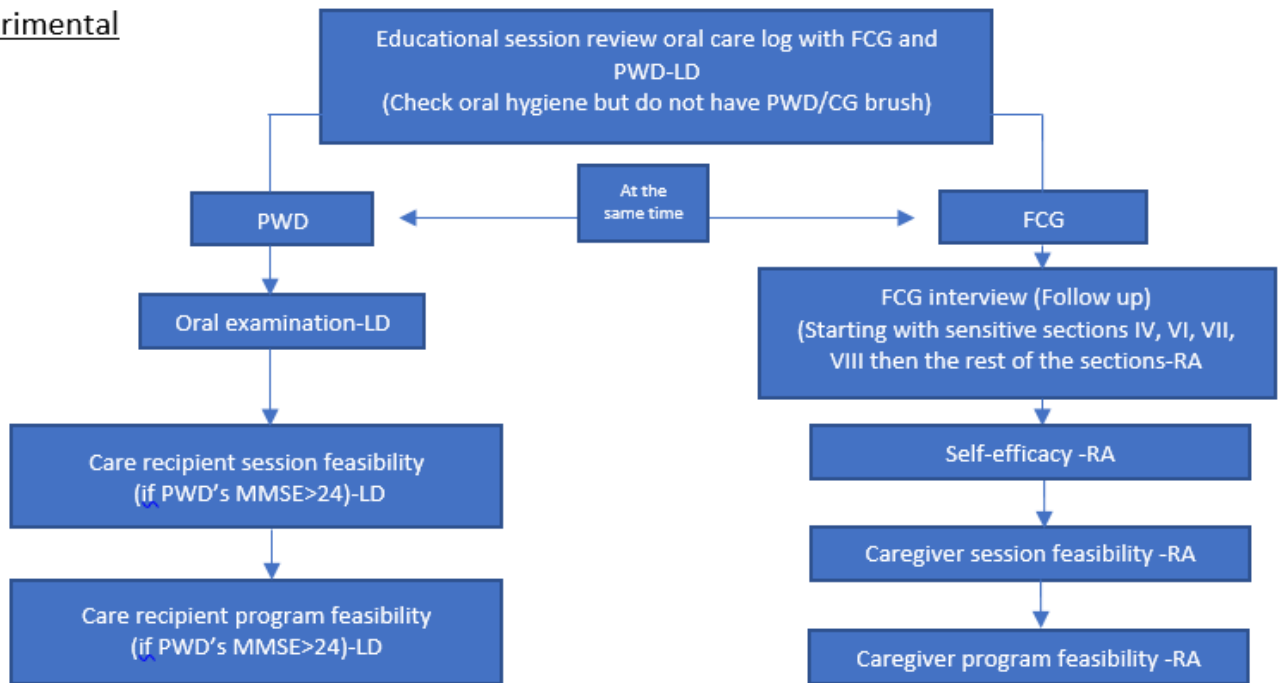 rimental
Educational session review oral care log with FCG and
PWD-LD
(Check oral hygiene but do not have PWD/CG brush)
At the
same time
PWD
FCG
Oral examination-LD
FCG interview (Follow up)
(Starting with sensitive sections IV, VI, VII,
VIII then the rest of the sections-RA
Care recipient session feasibility
(if PWD's MMSE>24)-LD
Self-efficacy -RA
Caregiver session feasibility -RA
Care recipient program feasibility
(if PWD's MMSE>24)-LD
Caregiver program feasibility -RA